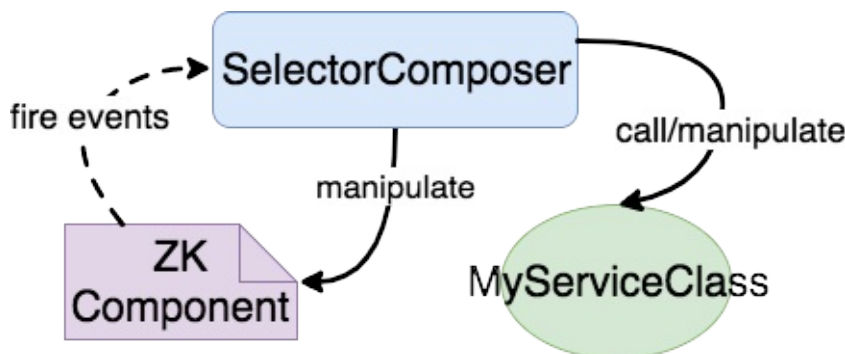 SelectorComposer
fire events
call/manipulate
manipulate
ZK
Component
MyServiceClass